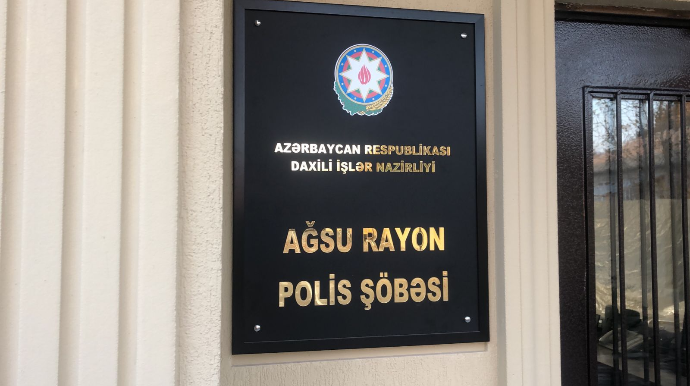 AZƏRBAYCAN RESPUBLİKASI
DAXİLİ İŞLƏR NAZİRLİYİ
AĞSU RAYON
POLİS ŞÖBƏSİ